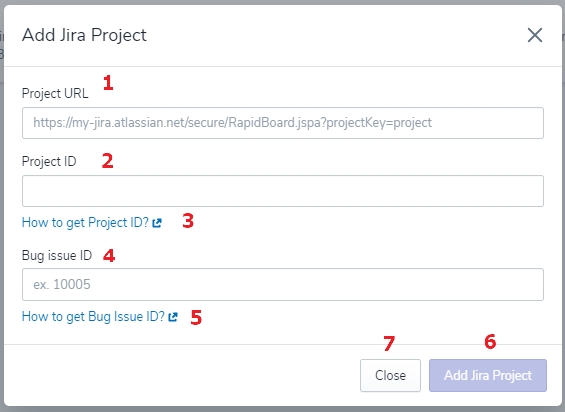 Add Jira Project
Project URL 1
https://my-jira.atlassian.net/secure/RapidBoard.jspa?projectKey=project
Project ID 2
How to get Project ID? 3
Bug issue ID 4
ex. 10005
How to get Bug Issue ID? 5
7 6
Close Add Jira Project